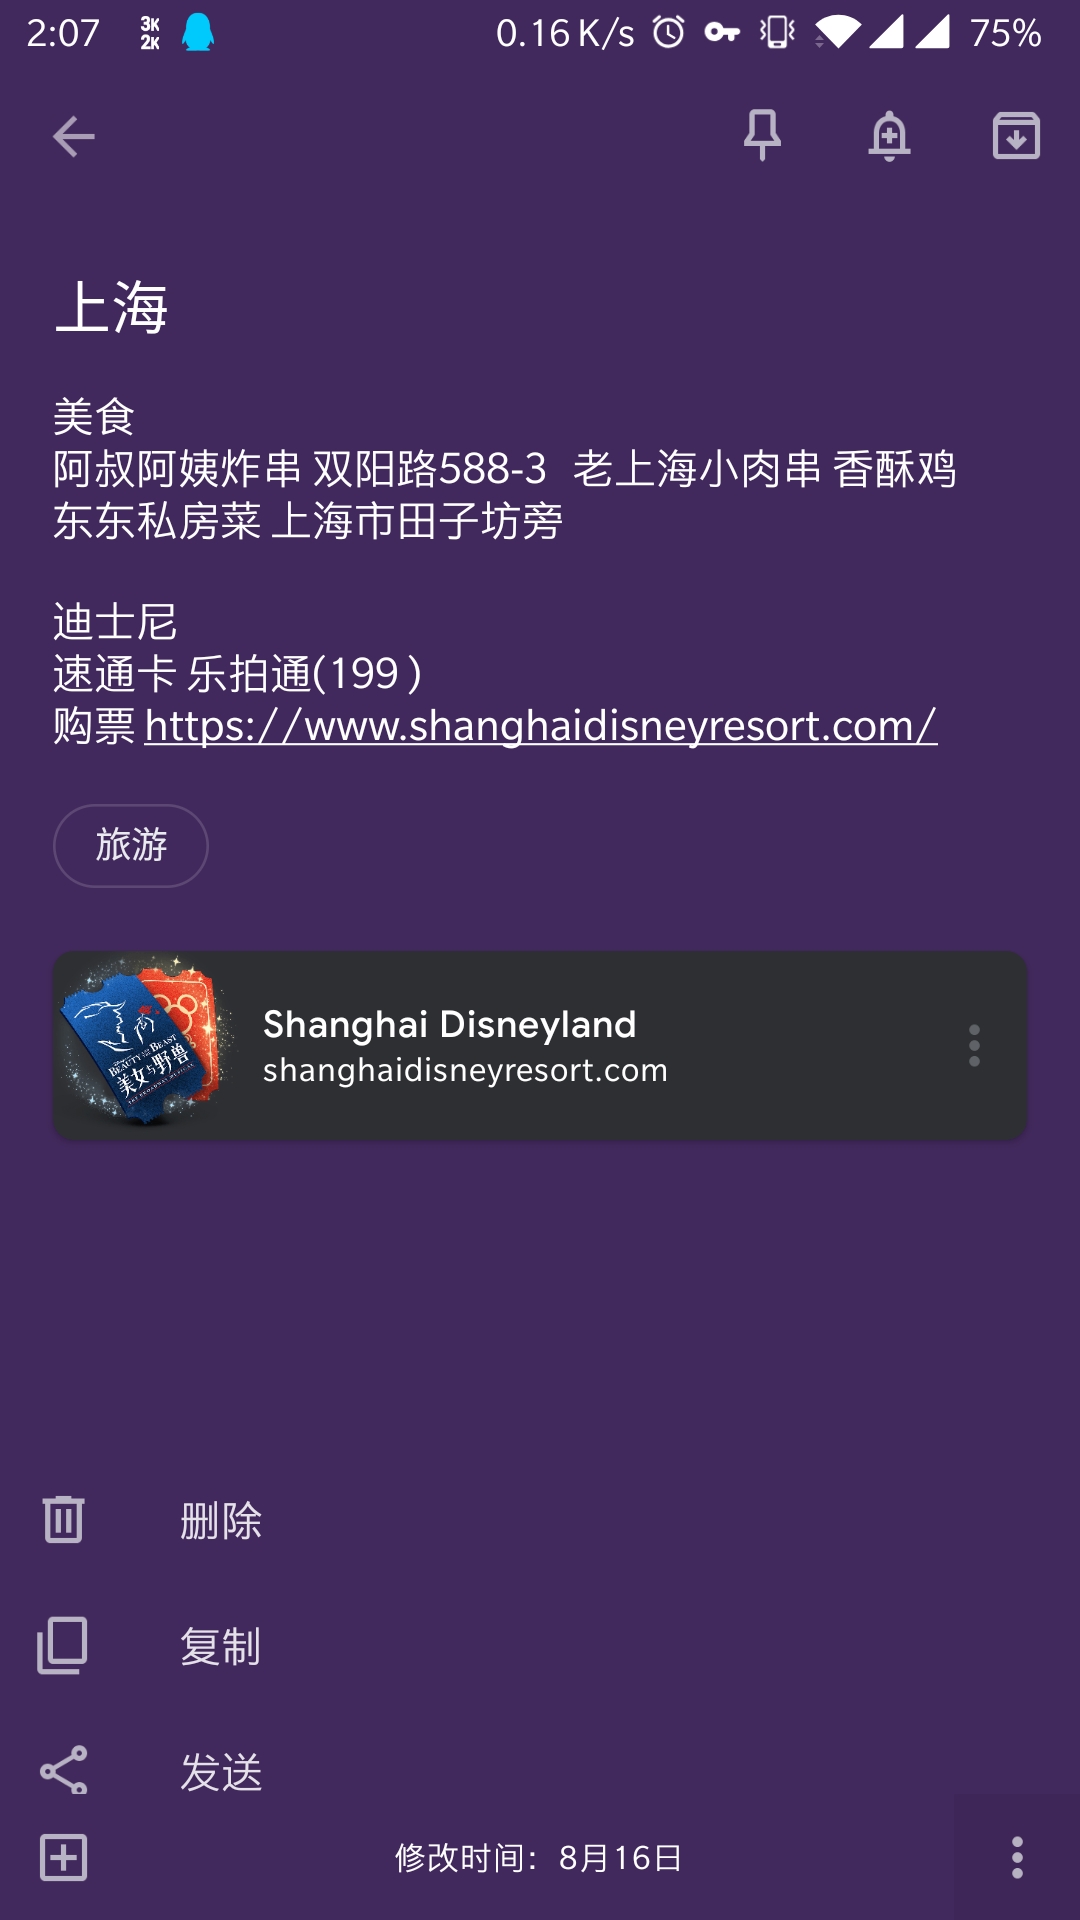 2:07 3K 2K 0.16 K/s 75%
上海
美食
阿叔阿姨炸串 双阳路588-3 老上海小肉串 香酥鸡
东东私房菜 上海市田子坊旁
迪士尼
速通卡 乐拍通(199 )
购票 https://www.shanghaidisneyresort.com/
旅游
BEAUTY AND THE BEAST
美女与野兽
Shanghai Disneyland
shanghaidisneyresort.com
删除
复制
发送
修改时间：8月16日